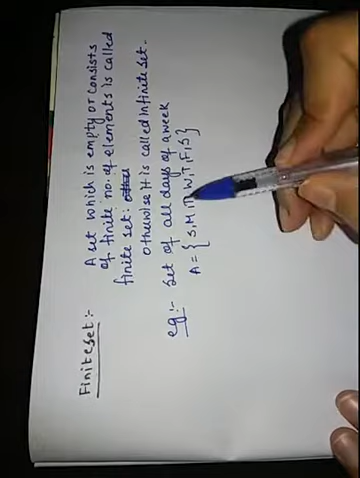 Finite set:-
A set which is empty or consists
of finite no. of elements is called
finite set:
Otherwise it is called Infinite Set.
eg:- Set of all days of a week
A = { S, M, T, W, T, F, S }